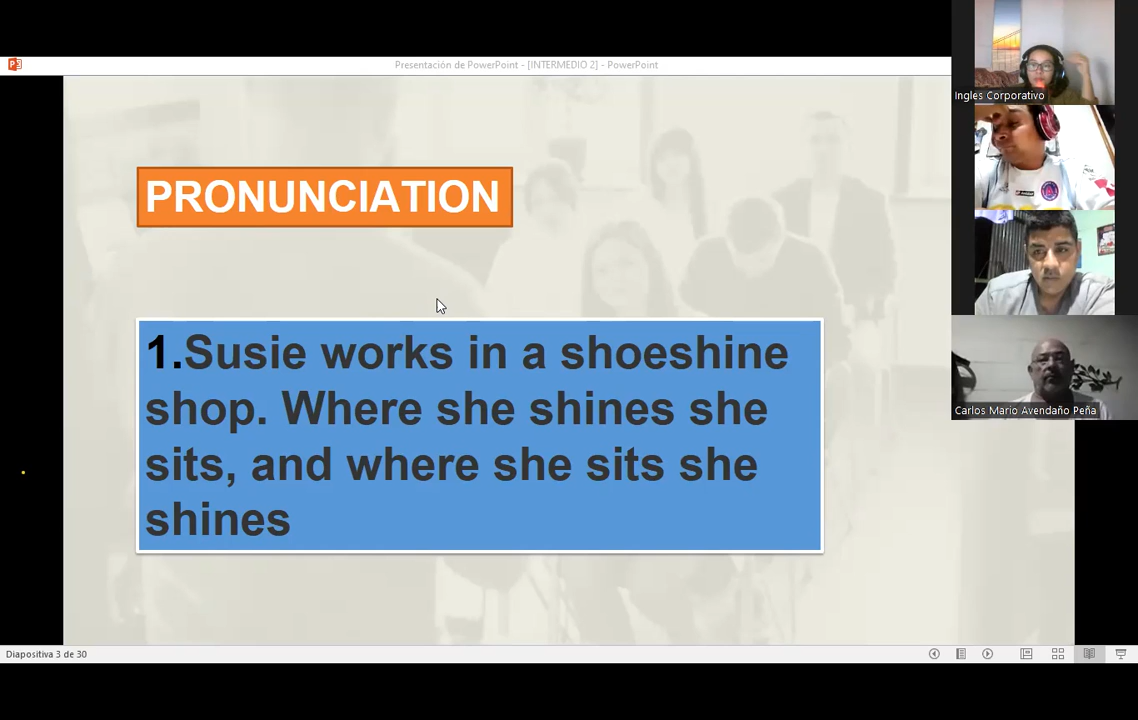 Presentación de PowerPoint - [INTERMEDIO 2] - PowerPoint
Ingles Corporativo
PRONUNCIATION
1.Susie works in a shoeshine
shop. Where she shines she
sits, and where she sits she
shines
Carlos Mario Avendaño Peña
Diapositiva 3 de 30